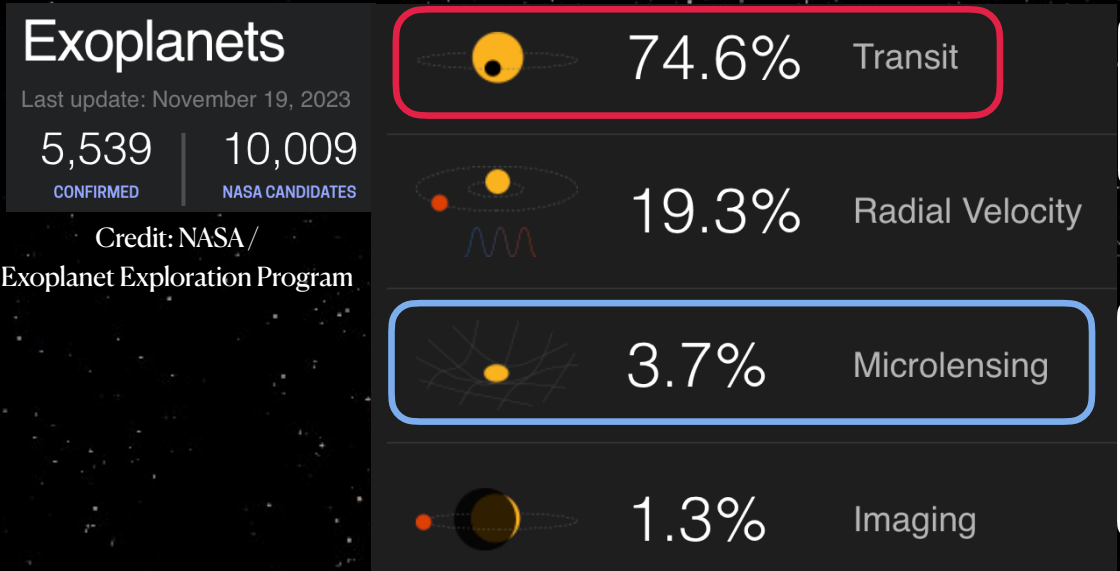 Exoplanets
Last update: November 19, 2023
5,539 10,009
CONFIRMED NASA CANDIDATES
Credit: NASA /
Exoplanet Exploration Program
74.6% Transit
19.3% Radial Velocity
3.7% Microlensing
1.3% Imaging